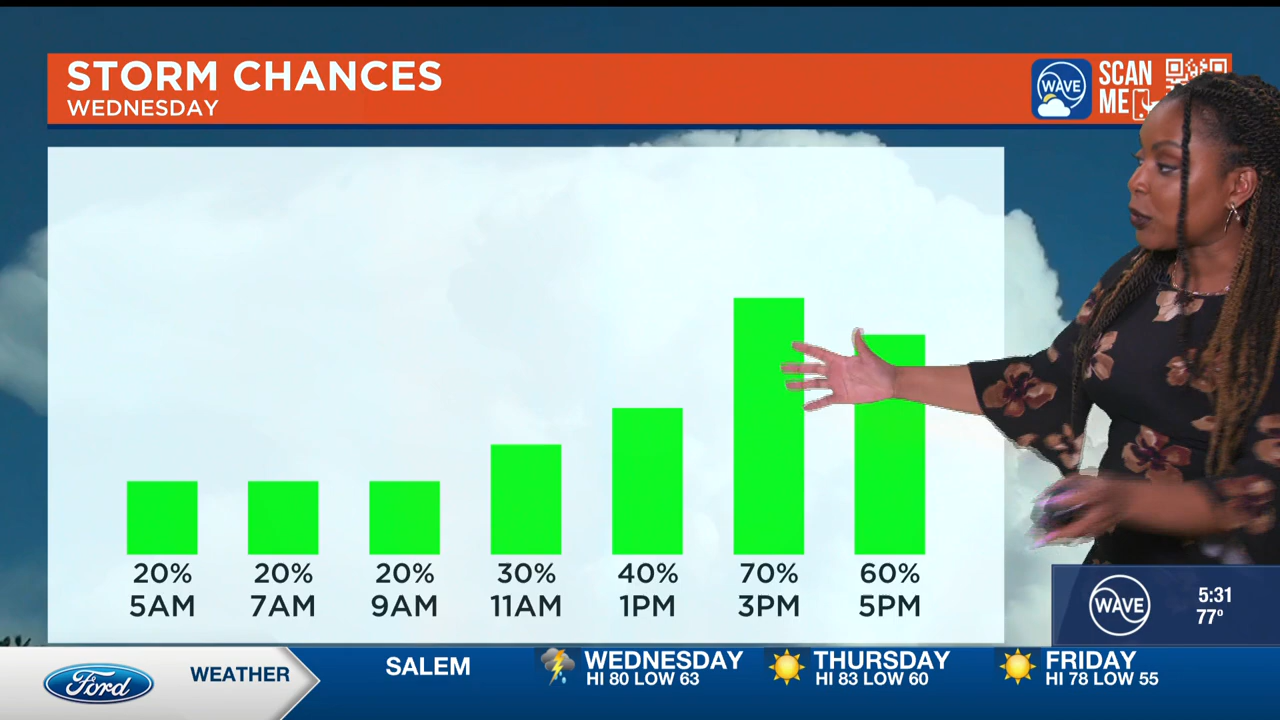 STORM CHANCES
WEDNESDAY
WAVE
SCAN
ME
20% 20% 20% 30% 40% 70% 60%
5AM 7AM 9AM 11AM 1PM 3PM 5PM
WAVE
5:31
77°
Ford
WEATHER
SALEM
WEDNESDAY
HI 80 LOW 63
THURSDAY
HI 83 LOW 60
FRIDAY
HI 78 LOW 55